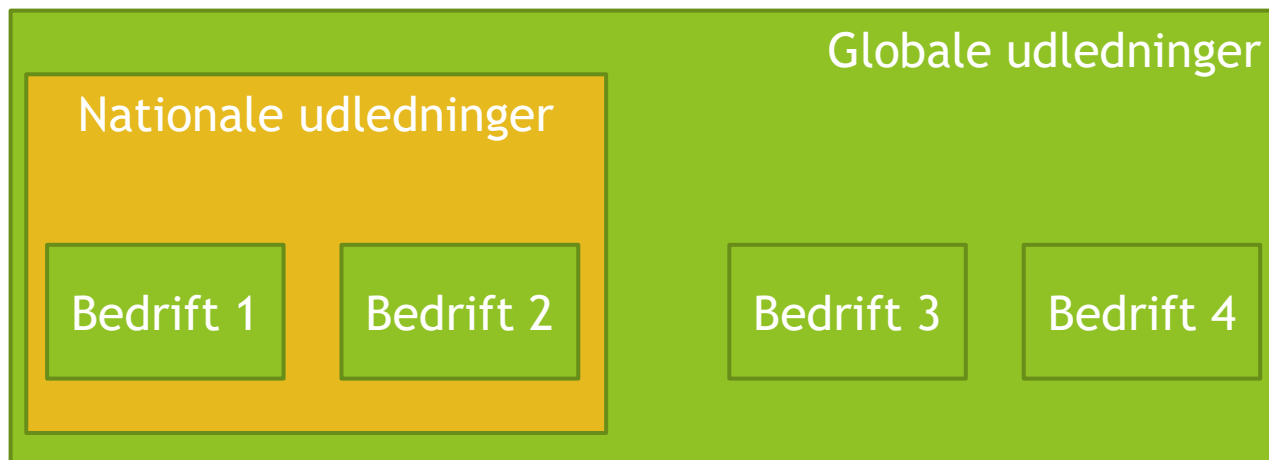 Globale udledninger
Nationale udledninger
Bedrift 1
Bedrift 2
Bedrift 3
Bedrift 4